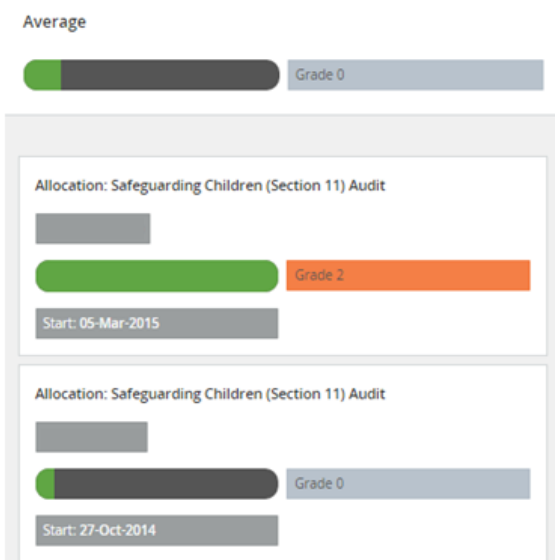 Average
Grade 0
Allocation: Safeguarding Children (Section 11) Audit
Grade 2
Start: 05-Mar-2015
Allocation: Safeguarding Children (Section 11) Audit
Grade 0
Start: 27-Oct-2014